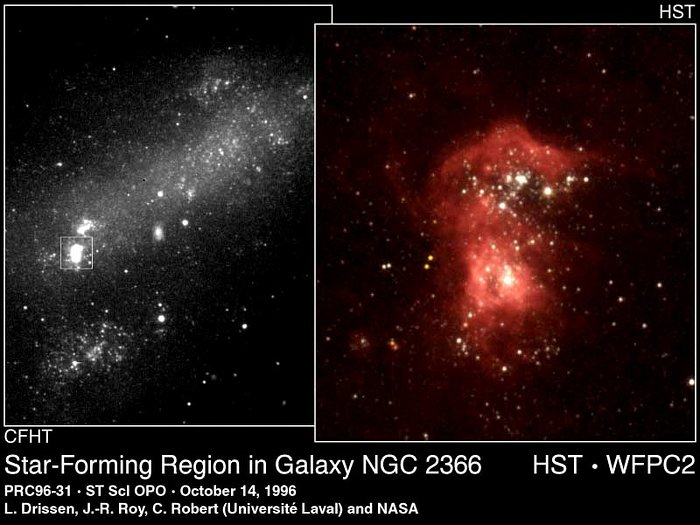 HST
CFHT
Star-Forming Region in Galaxy NGC 2366 HST • WFPC2
PRC96-31 • ST ScI OPO • October 14, 1996
L. Drissen, J.-R. Roy, C. Robert (Université Laval) and NASA